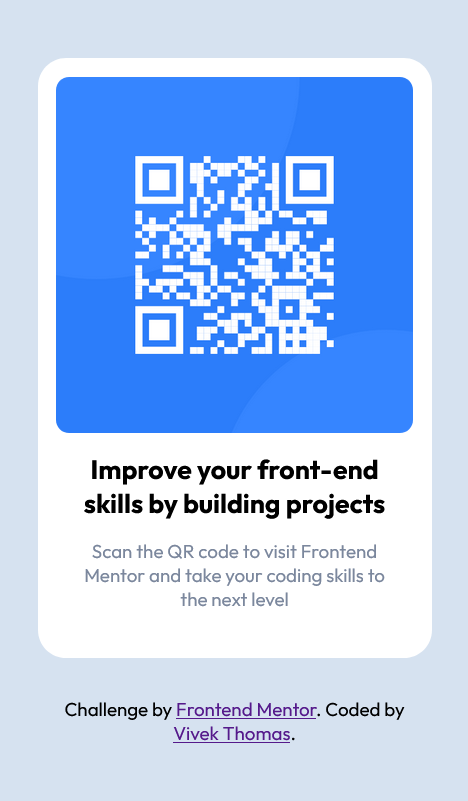 Improve your front-end
skills by building projects
Scan the QR code to visit Frontend
Mentor and take your coding skills to
the next level
Challenge by Frontend Mentor. Coded by
Vivek Thomas.